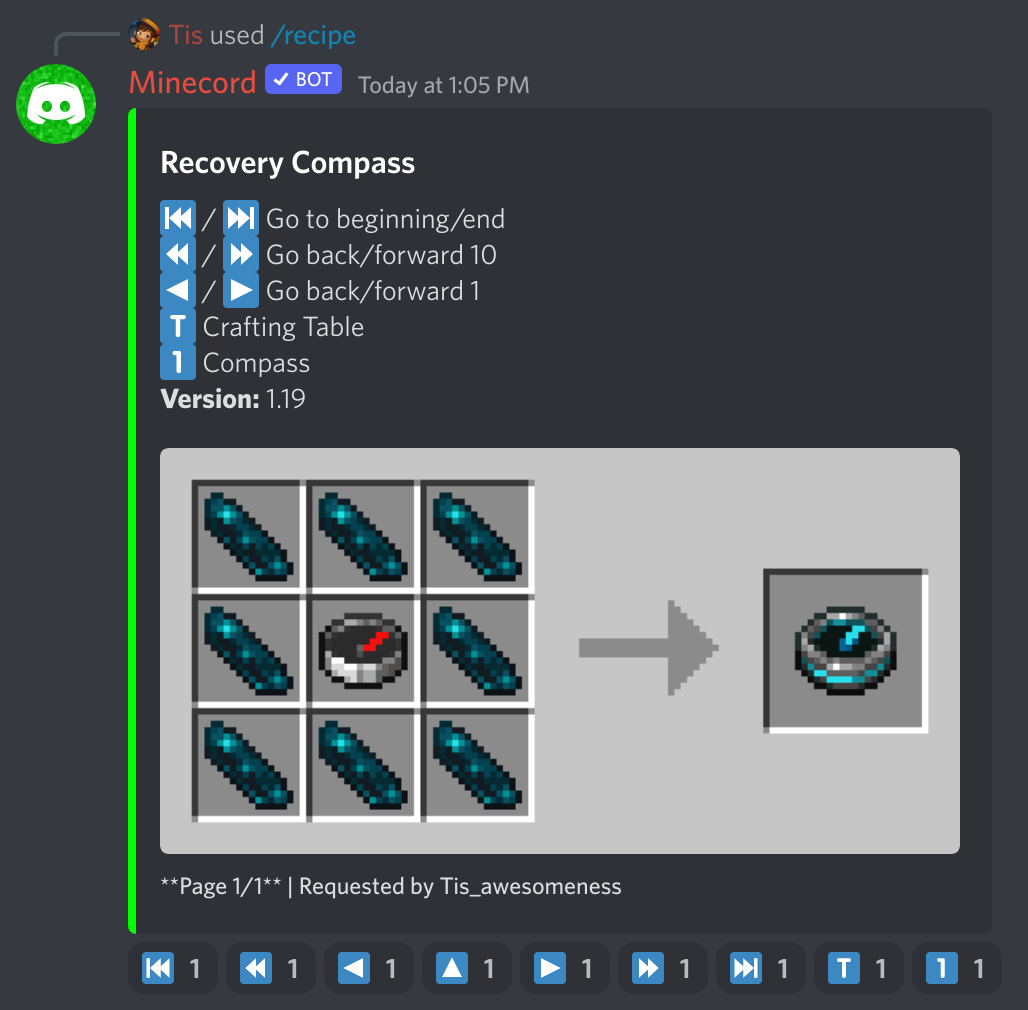 Tis used /recipe
Minecord ✓ BOT Today at 1:05 PM
Recovery Compass
⏮ / ⏭ Go to beginning/end
⏪ / ⏩ Go back/forward 10
◀ / ▶ Go back/forward 1
T Crafting Table
1 Compass
Version: 1.19
**Page 1/1** | Requested by Tis_awesomeness
⏮ 1 ⏪ 1 ◀ 1 🔼 1 ▶ 1 ⏩ 1 ⏭ 1 T 1 1 1